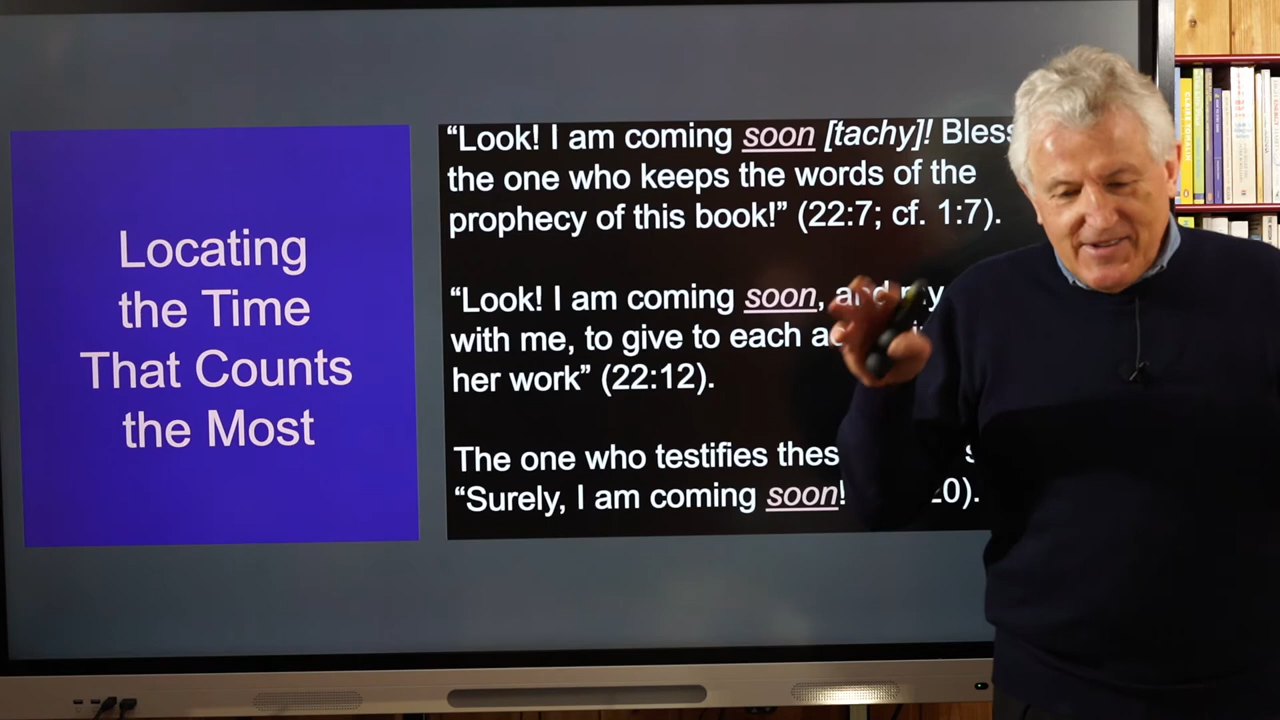 Locating
the Time
That Counts
the Most
“Look! I am coming soon [tachy]! Bless
the one who keeps the words of the
prophecy of this book!” (22:7; cf. 1:7).
“Look! I am coming soon, and my
with me, to give to each
her work” (22:12).
The one who testifies
“Surely, I am coming soon!